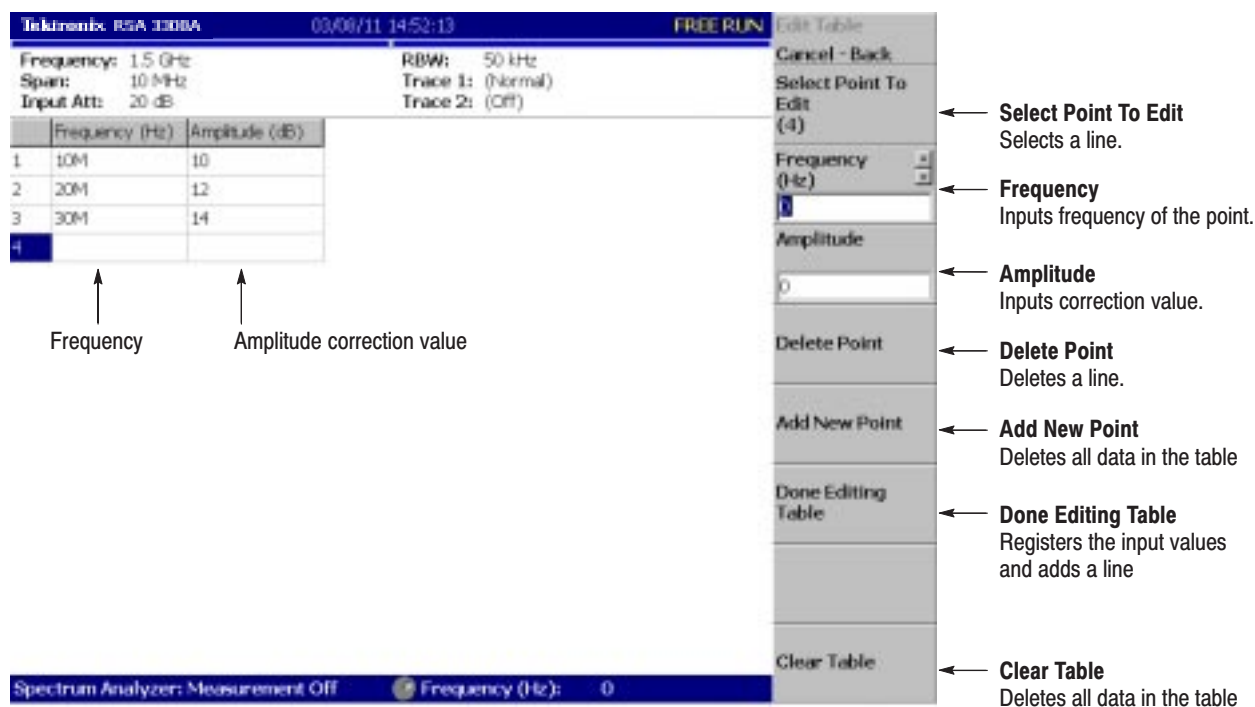 Tektronix RSA 3308A 03/08/11 14:52:13 FREE RUN
Frequency: 1.5 GHz RBW: 50 kHz
Span: 10 MHz Trace 1: (Normal)
Input Att: 20 dB Trace 2: (Off)
Frequency (Hz) Amplitude (dB)
1 10M 10
2 20M 12
3 30M 14
4
Frequency
Amplitude correction value
Spectrum Analyzer: Measurement Off Frequency (Hz): 0
Edit Table
Cancel - Back
Select Point To
Edit
(4)
Frequency
(Hz)
0
Amplitude
0
Delete Point
Add New Point
Done Editing
Table
Clear Table
Select Point To Edit
Selects a line.
Frequency
Inputs frequency of the point.
Amplitude
Inputs correction value.
Delete Point
Deletes a line.
Add New Point
Deletes all data in the table
Done Editing Table
Registers the input values
and adds a line
Clear Table
Deletes all data in the table